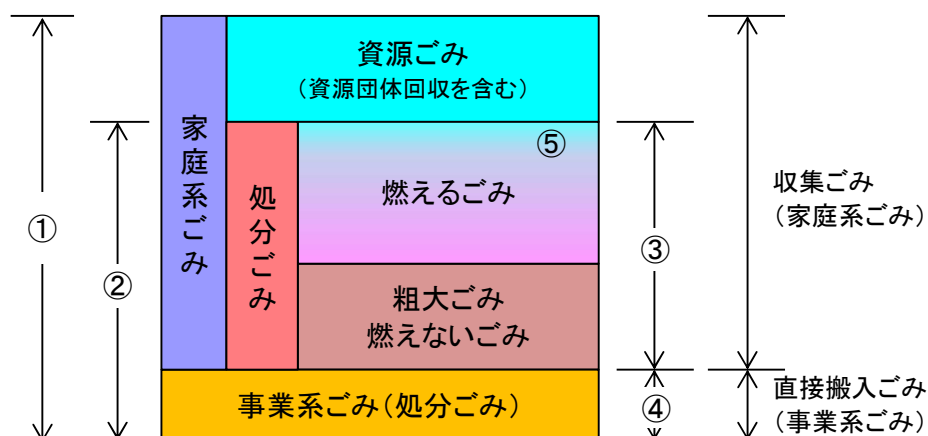 資源ごみ
（資源団体回収を含む）
家庭系ごみ
処分ごみ
⑤
燃えるごみ
粗大ごみ
燃えないごみ
事業系ごみ（処分ごみ）
①
②
③
④
収集ごみ
（家庭系ごみ）
直接搬入ごみ
（事業系ごみ）